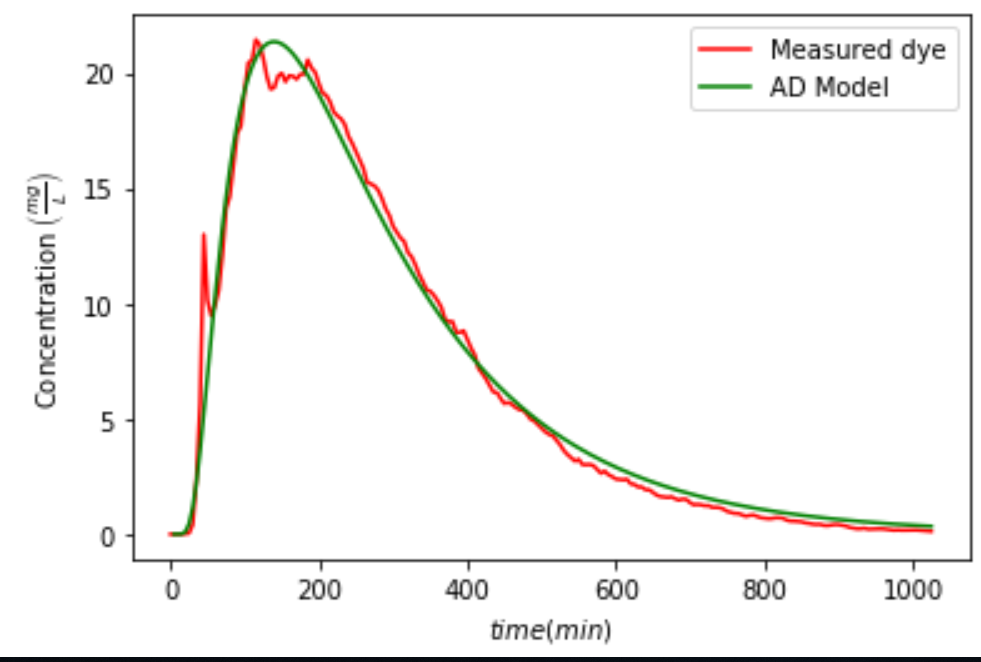 Measured dye
AD Model
20
15
10
5
0
Concentration (mg/L)
0 200 400 600 800 1000
time(min)